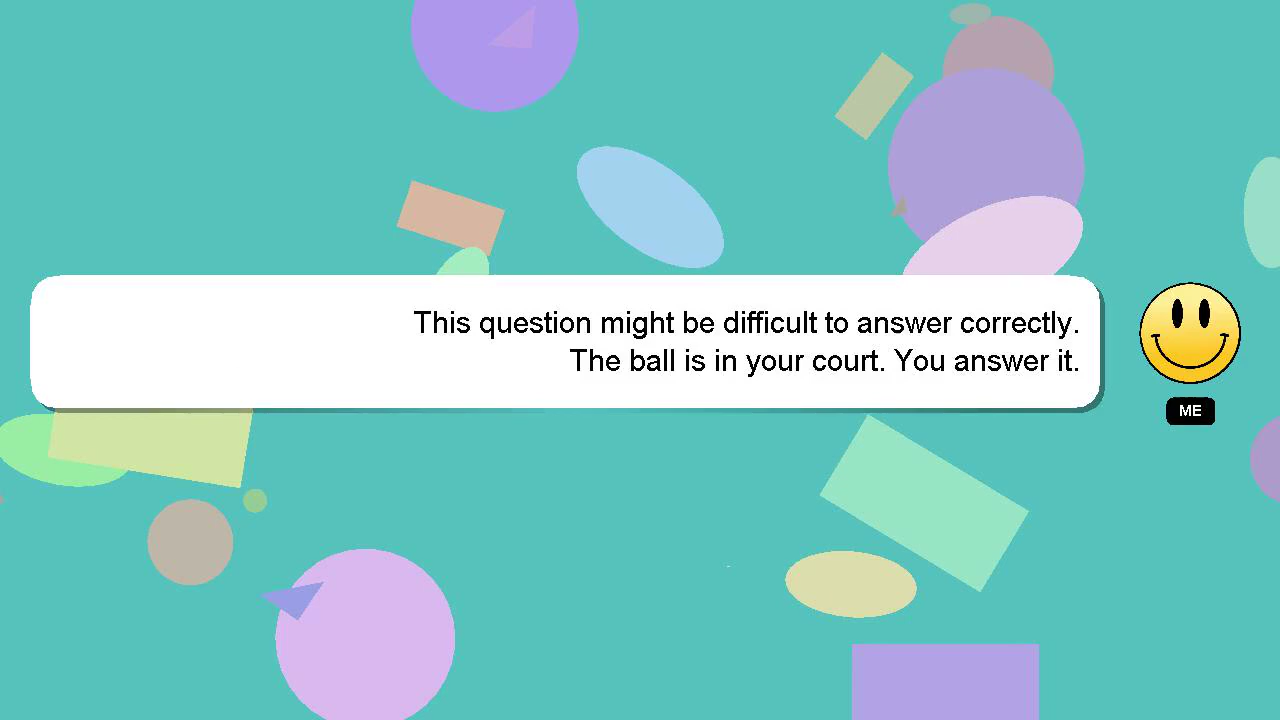 This question might be difficult to answer correctly.
The ball is in your court. You answer it.
ME